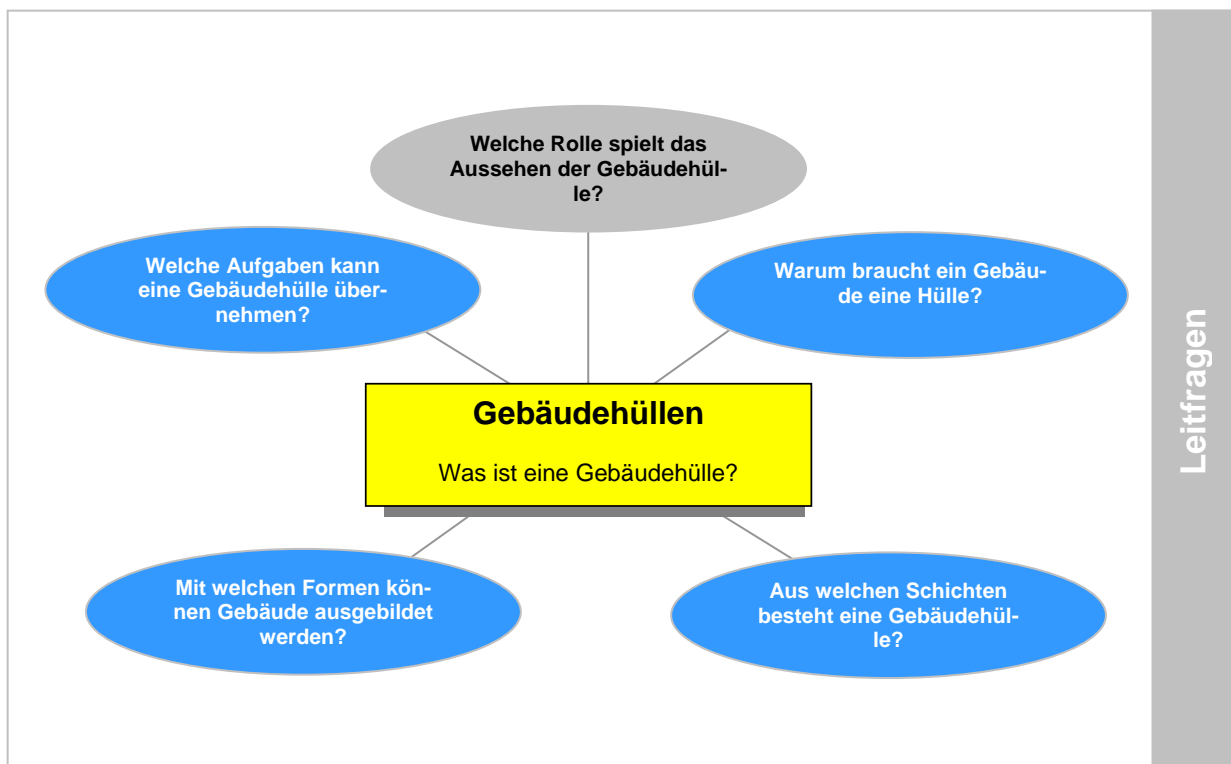 Welche Rolle spielt das
Aussehen der Gebäudehül-
le?
Welche Aufgaben kann
eine Gebäudehülle über-
nehmen?
Warum braucht ein Gebäu-
de eine Hülle?
Gebäudehüllen
Was ist eine Gebäudehülle?
Mit welchen Formen kön-
nen Gebäude ausgebildet
werden?
Aus welchen Schichten
besteht eine Gebäudehül-
le?
Leitfragen